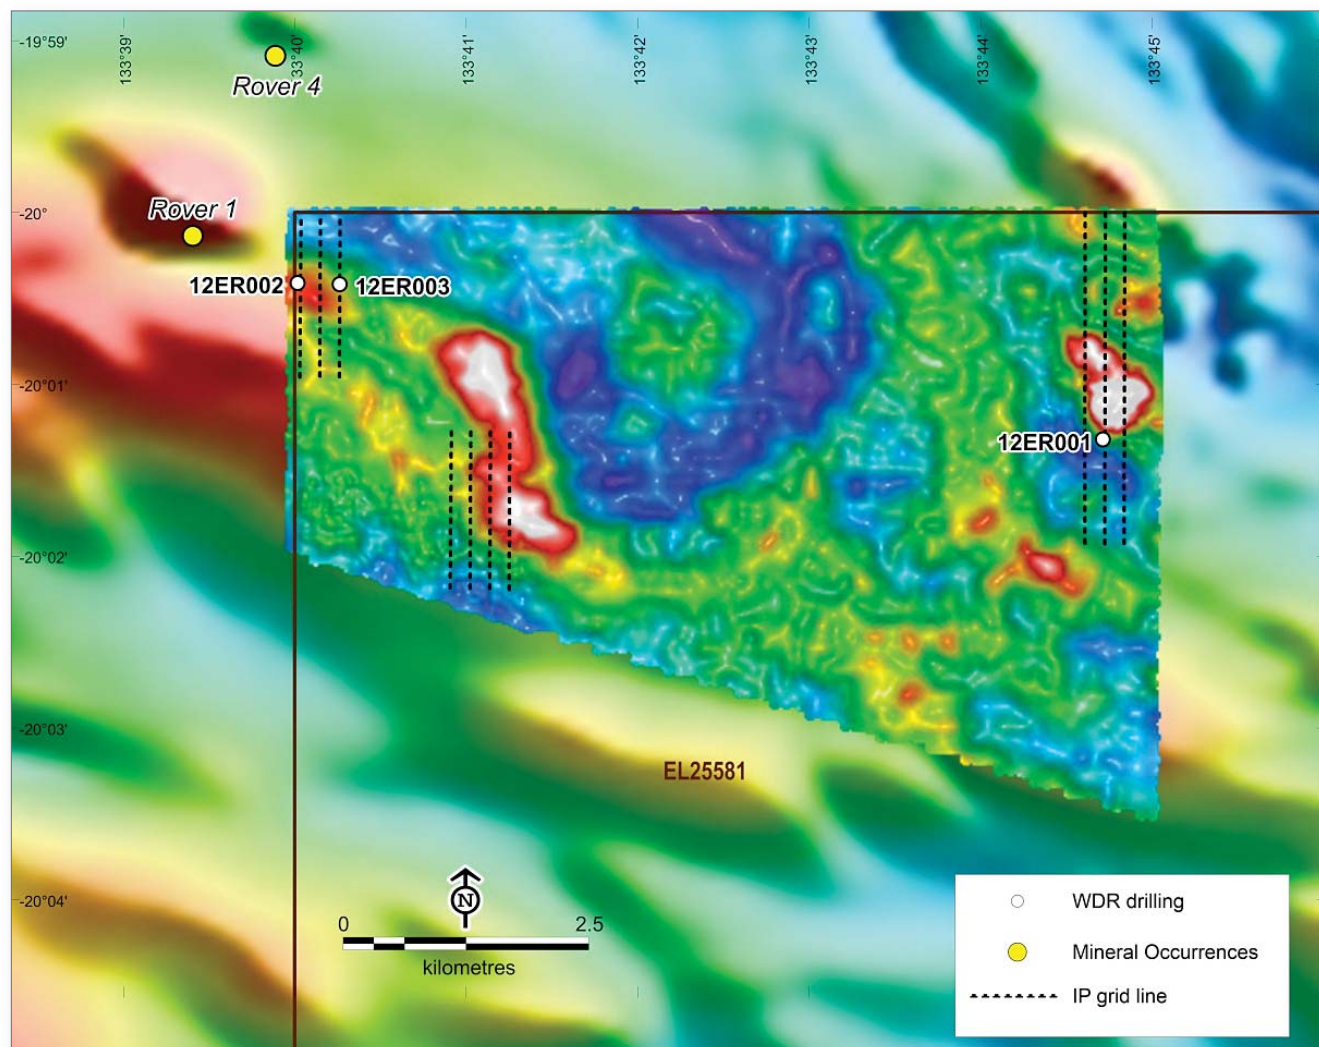 -19°59'
133°39'
133°40'
133°41'
133°42'
133°43'
133°44'
133°45'
Rover 4
-20°
Rover 1
12ER002
12ER003
-20°01'
12ER001
-20°02'
-20°03'
EL25581
-20°04'
N
0
2.5
kilometres
WDR drilling
Mineral Occurrences
IP grid line